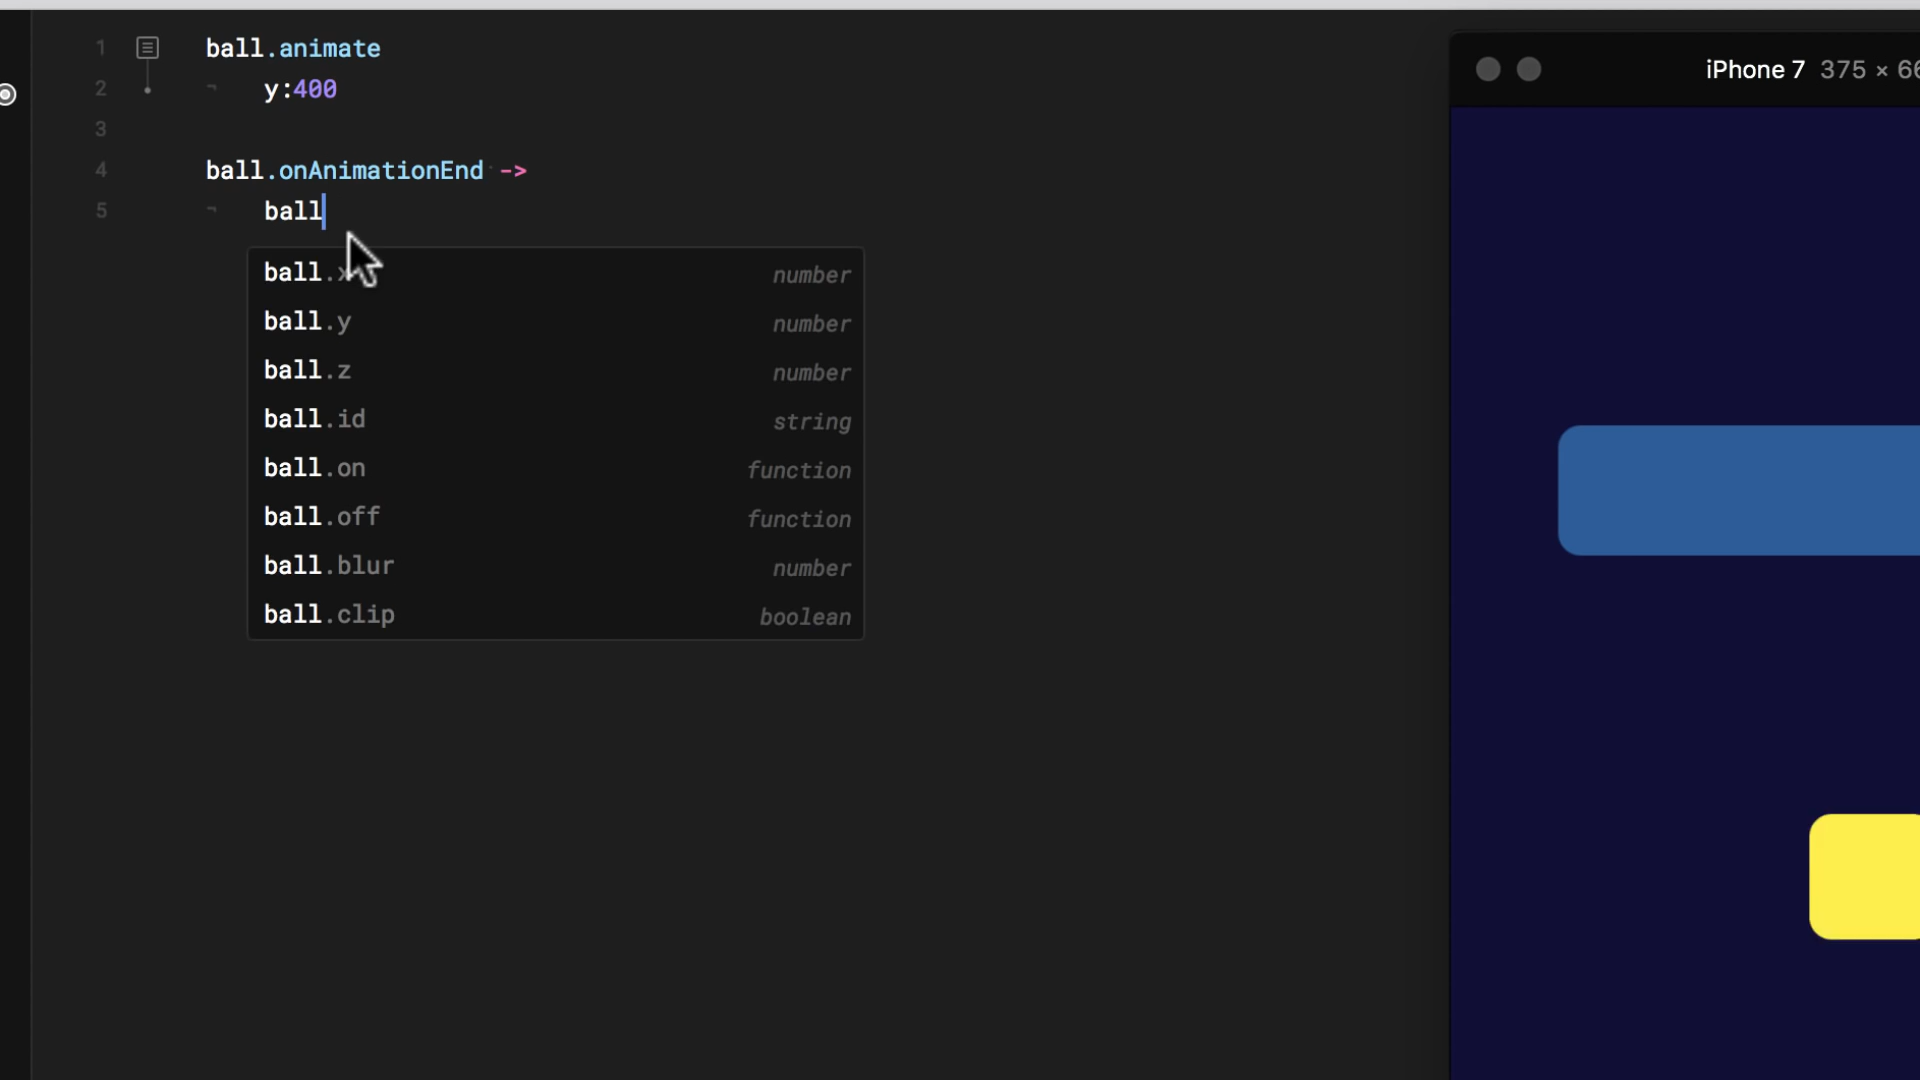 1 ball.animate
2 y:400
3
4 ball.onAnimationEnd ->
5 ball
ball.x number
ball.y number
ball.z number
ball.id string
ball.on function
ball.off function
ball.blur number
ball.clip boolean
iPhone 7 375 × 66